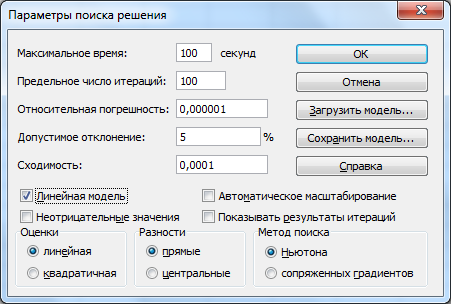 Параметры поиска решения
Максимальное время: 100 секунд ОК
Предельное число итераций: 100 Отмена
Относительная погрешность: 0,000001 Загрузить модель...
Допустимое отклонение: 5 % Сохранить модель...
Сходимость: 0,0001 Справка
Линейная модель Автоматическое масштабирование
Неотрицательные значения Показывать результаты итераций
Оценки Разности Метод поиска
линейная прямые Ньютона
квадратичная центральные сопряженных градиентов